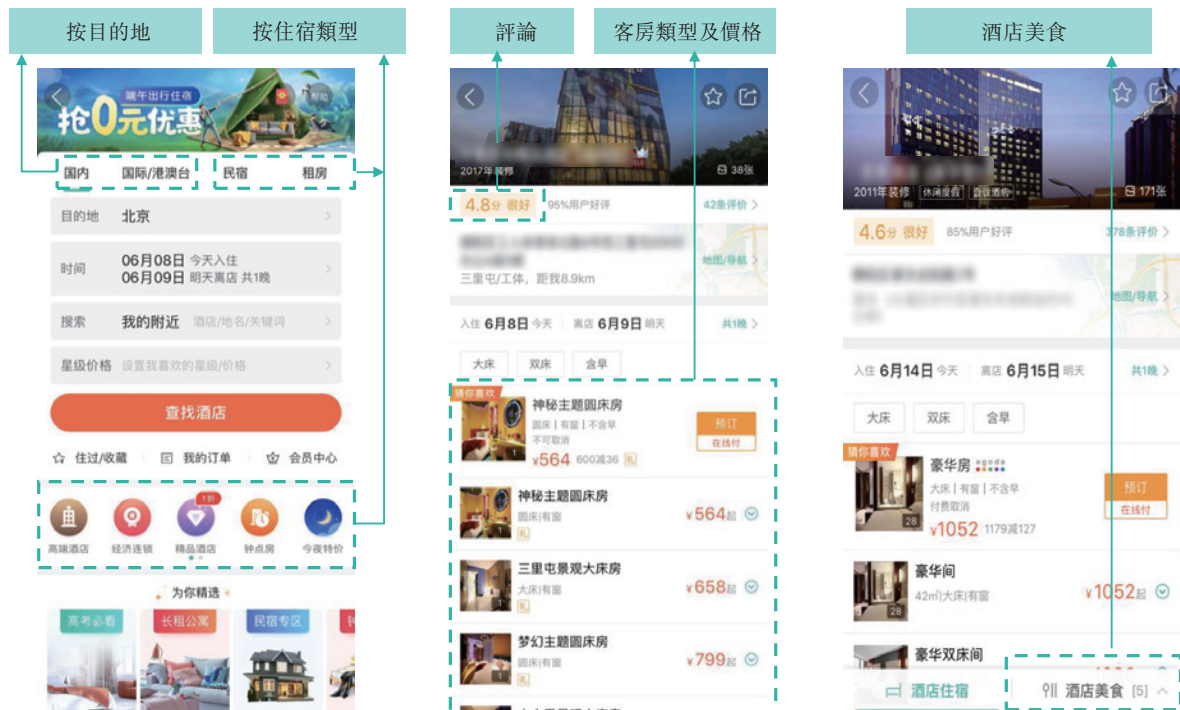 按目的地
按住宿類型
評論
客房類型及價格
酒店美食
端午出行住宿
抢0元优惠
国内 国际/港澳台 民宿 租房
目的地 北京
时间 06月08日 今天入住
06月09日 明天离店 共1晚
搜索 我的附近 酒店/地名/关键词
星级价格 设置我喜欢的星级/价格
查找酒店
住过/收藏 我的订单 会员中心
1折
高端酒店 经济连锁 精品酒店 钟点房 今夜特价
为你精选
高考必看 长租公寓 民宿专区
2017年装修 38张
4.8分 很好 95%用户好评 42条评价
地图/导航
三里屯/工体，距我8.9km
入住 6月8日 今天 离店 6月9日 明天 共1晚
大床 双床 含早
猜你喜欢
神秘主题圆床房
圆床 | 有窗 | 不含早
不可取消
¥564 600减36 礼
预订
在线付
1
神秘主题圆床房
圆床|有窗
礼
¥564起
三里屯景观大床房
大床|有窗
礼
¥658起
梦幻主题圆床房
圆床|有窗
礼
¥799起
1
2011年装修 休闲度假 会议酒店 171张
4.6分 很好 85%用户好评 378条评价
地图/导航
入住 6月14日 今天 离店 6月15日 明天 共1晚
大床 双床 含早
猜你喜欢
豪华房 agoda
大床 | 有窗 | 不含早
付费取消
¥1052 1179减127
预订
在线付
28
豪华间
42㎡|大床|有窗
¥1052起
28
豪华双床间
酒店住宿 酒店美食 [5]